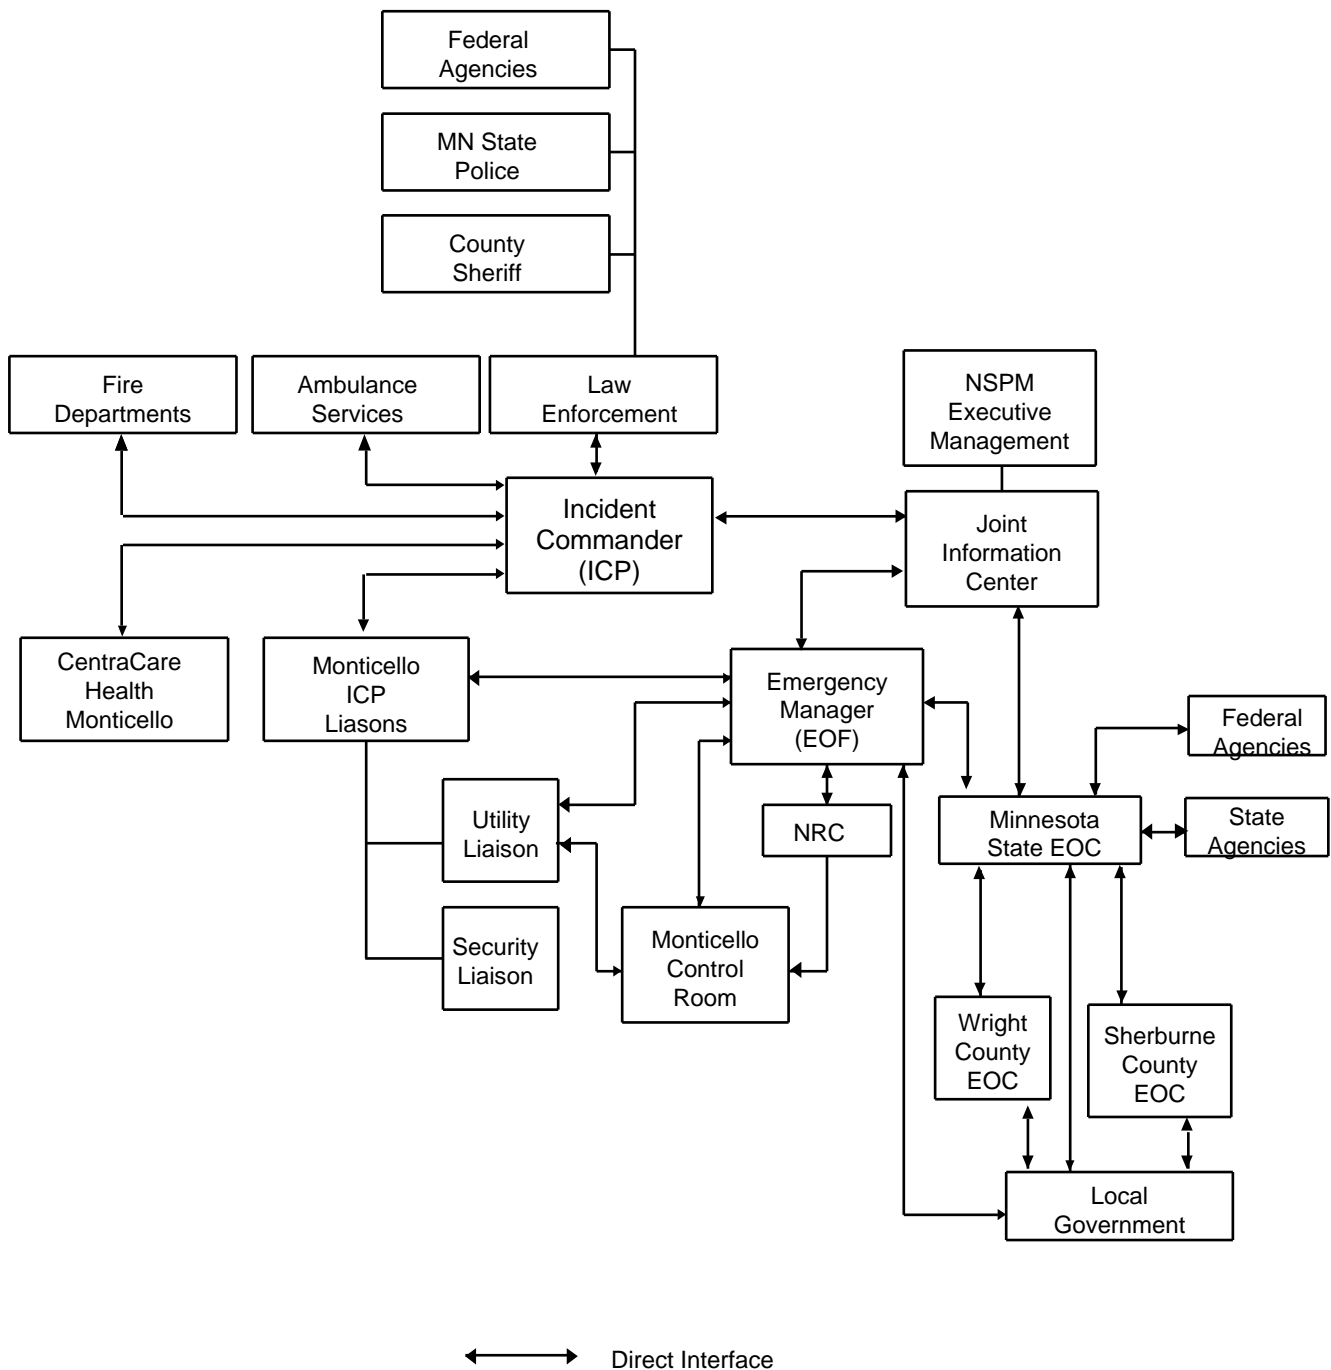 Federal
Agencies
MN State
Police
County
Sheriff
Fire
Departments
Ambulance
Services
Law
Enforcement
NSPM
Executive
Management
Incident
Commander
(ICP)
Joint
Information
Center
CentraCare
Health
Monticello
Monticello
ICP
Liasons
Emergency
Manager
(EOF)
Federal
Agencies
Utility
Liaison
NRC
Minnesota
State EOC
State
Agencies
Security
Liaison
Monticello
Control
Room
Wright
County
EOC
Sherburne
County
EOC
Local
Government
Direct Interface